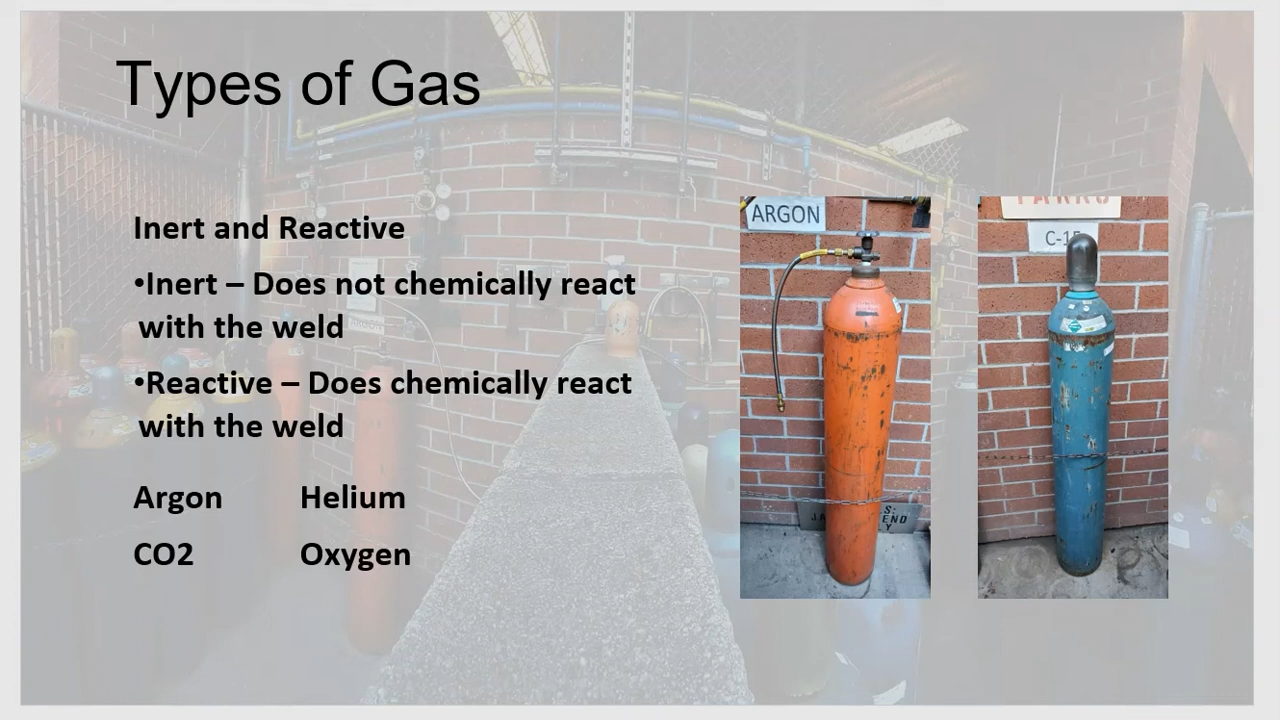 Types of Gas
Inert and Reactive
•Inert – Does not chemically react
with the weld
•Reactive – Does chemically react
with the weld
Argon Helium
CO2 Oxygen
ARGON